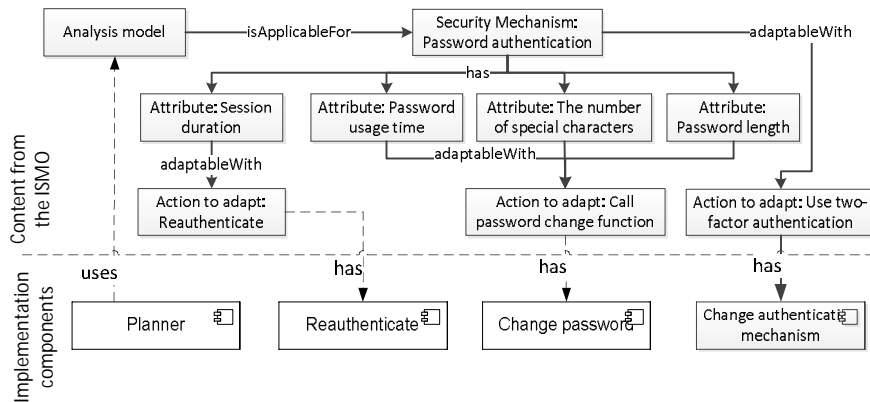 Analysis model
isApplicableFor
Security Mechanism:
Password authentication
adaptableWith
has
Attribute: Session
duration
Attribute: Password
usage time
Attribute: The number
of special characters
Attribute:
Password length
adaptableWith
adaptableWith
Action to adapt:
Reauthenticate
Action to adapt: Call
password change function
Action to adapt: Use two-
factor authentication
Content from
the ISMO
uses
has
has
has
Planner
Reauthenticate
Change password
Change authenticati
mechanism
Implementation
components